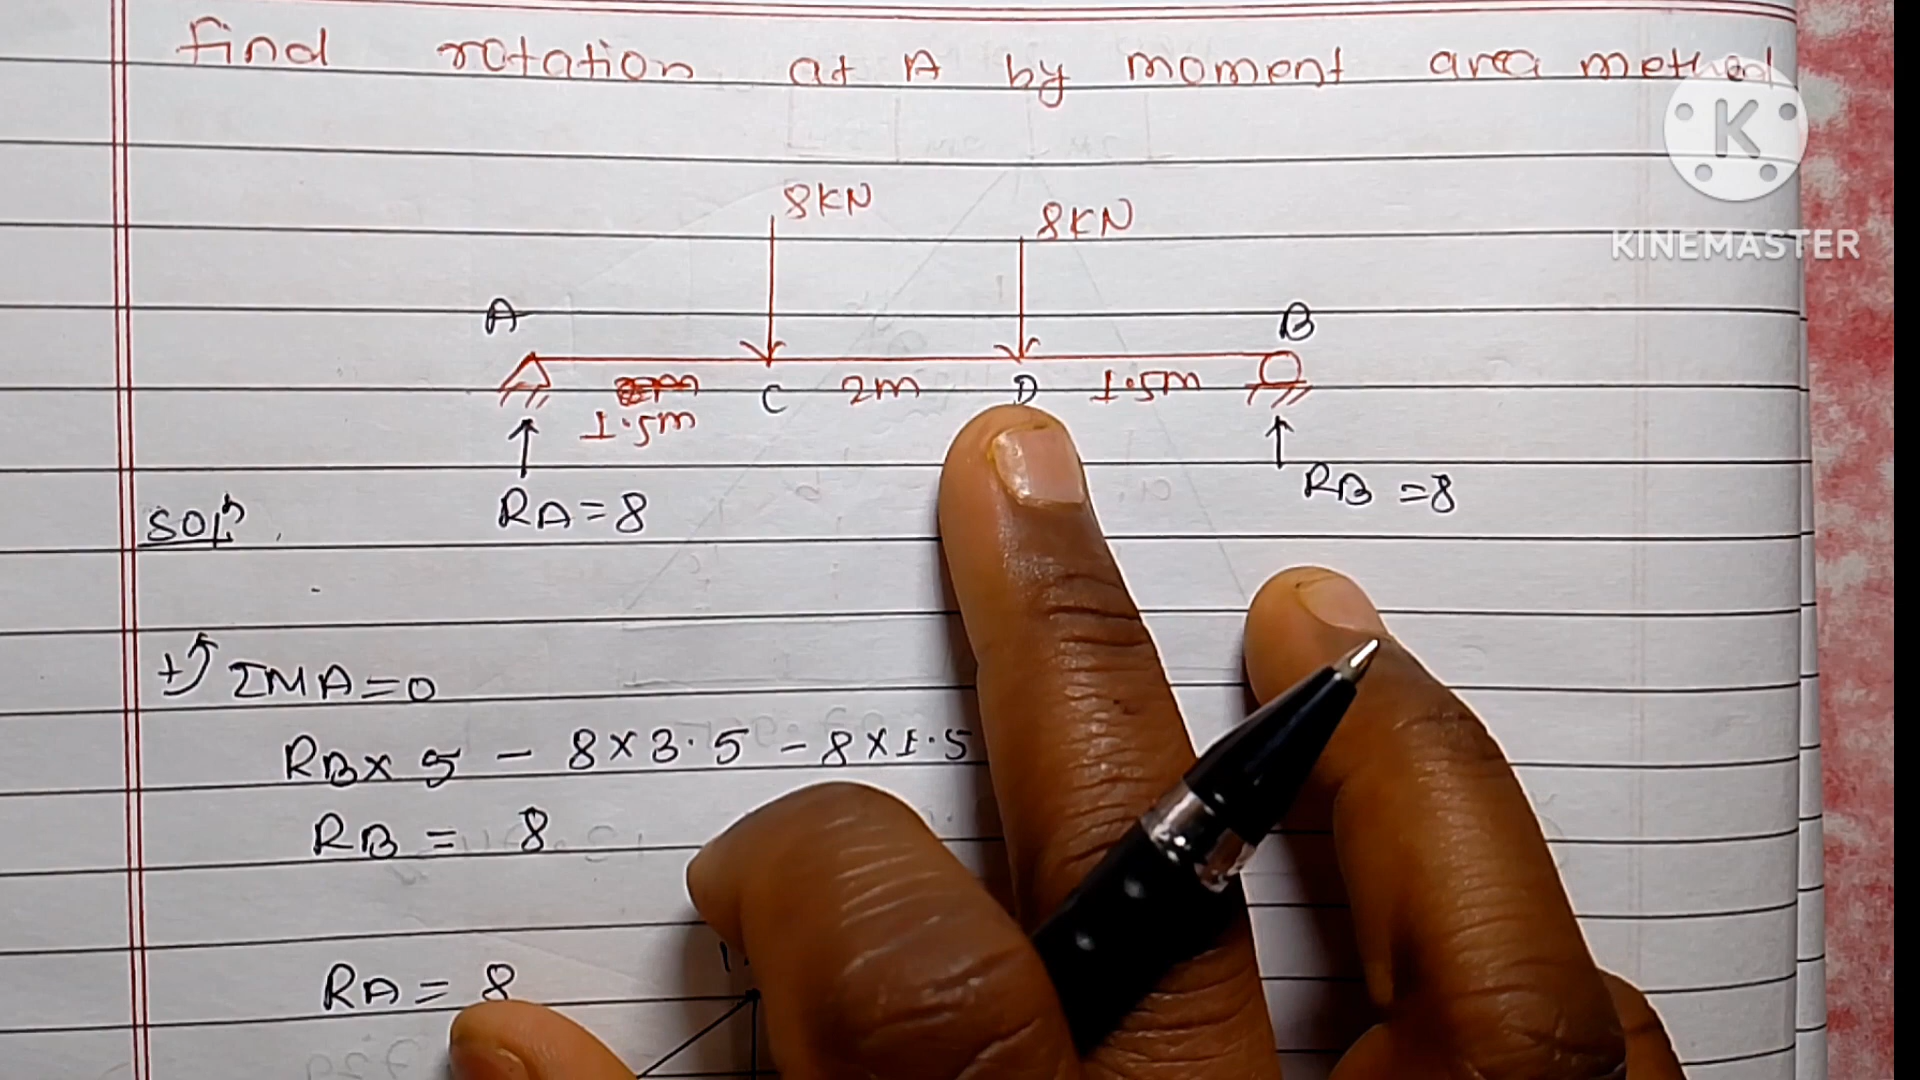 find rotation at A by moment area method
K
KINEMASTER
8KN
8KN
A
B
1.5m
C
2m
D
1.5m
RA=8
RB=8
Soln
+ ΣMA=0
RB×5 - 8×3.5 - 8×1.5
RB = 8
RA = 8